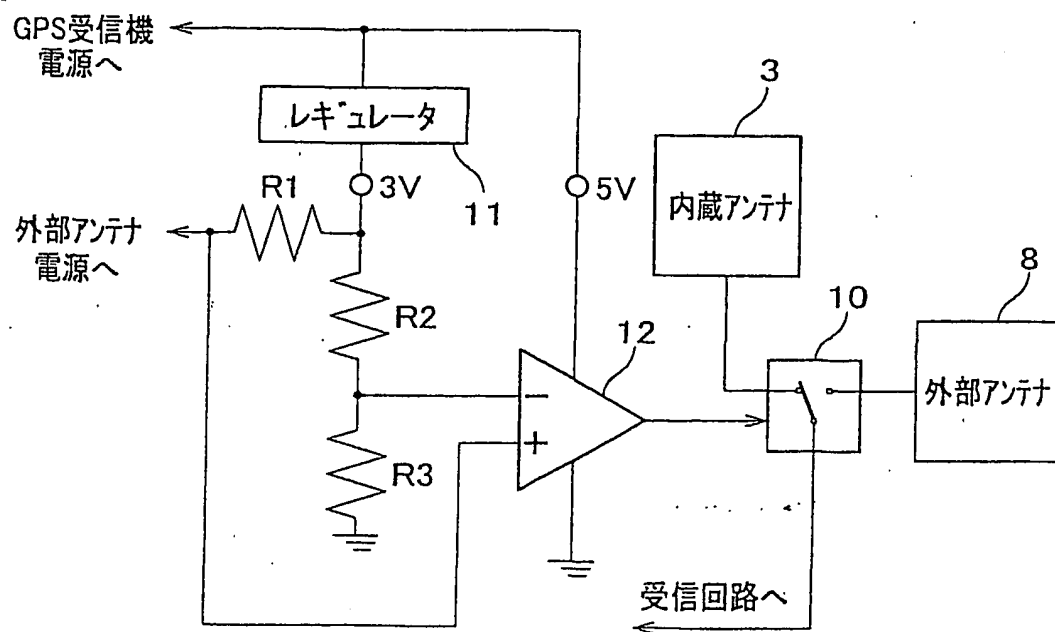 GPS受信機
電源へ
レギュレータ
3
R1
3V
11
5V
内蔵アンテナ
外部アンテナ
電源へ
8
R2
12
10
外部アンテナ
−
+
R3
受信回路へ